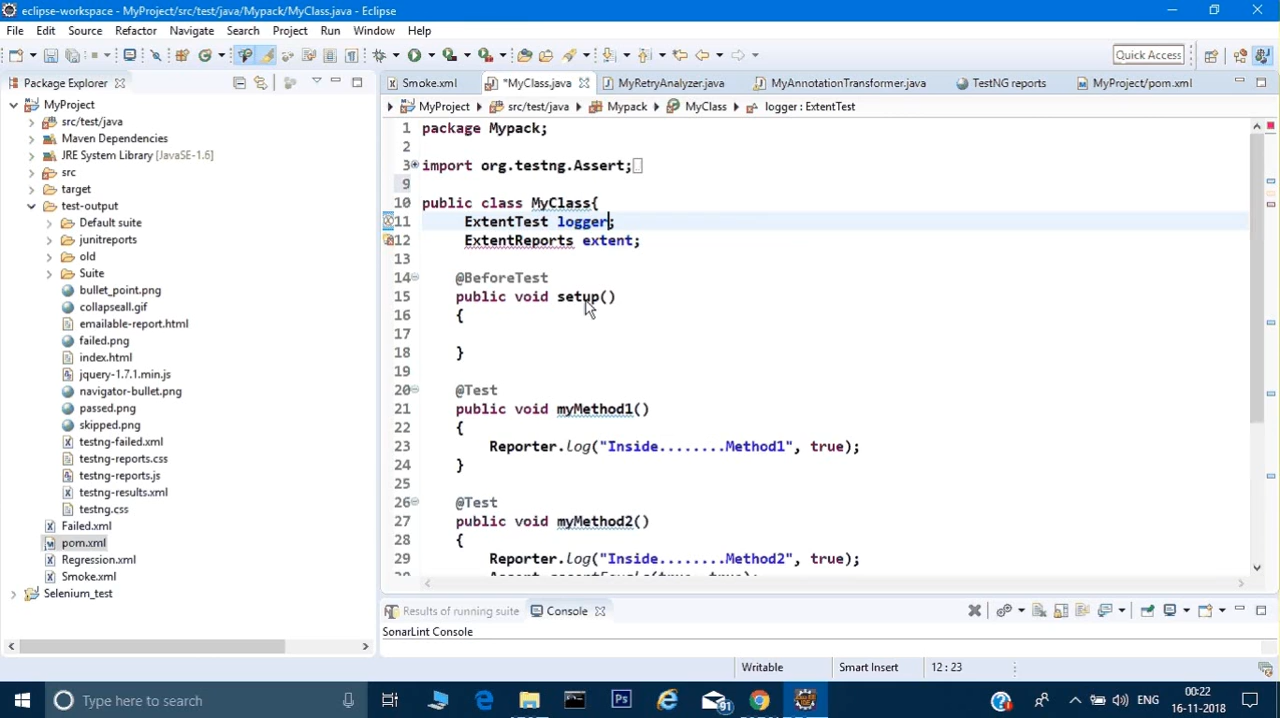 eclipse-workspace - MyProject/src/test/java/Mypack/MyClass.java - Eclipse
File Edit Source Refactor Navigate Search Project Run Window Help
Quick Access
Package Explorer
Smoke.xml *MyClass.java MyRetryAnalyzer.java MyAnnotationTransformer.java TestNG reports MyProject/pom.xml
MyProject
src/test/java
Maven Dependencies
JRE System Library [JavaSE-1.6]
src
target
test-output
Default suite
junitreports
old
Suite
bullet_point.png
collapseall.gif
emailable-report.html
failed.png
index.html
jquery-1.7.1.min.js
navigator-bullet.png
passed.png
skipped.png
testng-failed.xml
testng-reports.css
testng-reports.js
testng-results.xml
testng.css
Failed.xml
pom.xml
Regression.xml
Smoke.xml
Selenium_test
MyProject src/test/java Mypack MyClass logger : ExtentTest
1 package Mypack;
2
3 import org.testng.Assert;
9
10 public class MyClass{
11 ExtentTest logger;
12 ExtentReports extent;
13
14 @BeforeTest
15 public void setup()
16 {
17
18 }
19
20 @Test
21 public void myMethod1()
22 {
23 Reporter.log("Inside........Method1", true);
24 }
25
26 @Test
27 public void myMethod2()
28 {
29 Reporter.log("Inside........Method2", true);
Results of running suite Console
SonarLint Console
Writable Smart Insert 12 : 23
Type here to search
91
ENG
00:22
16-11-2018